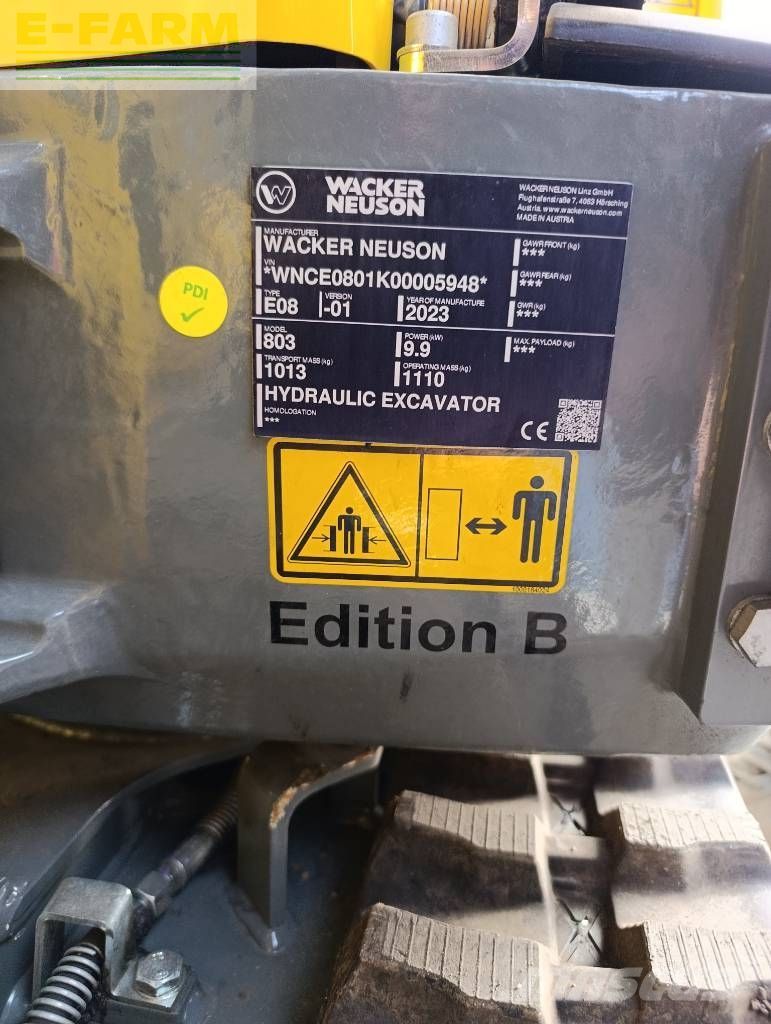 E-FARM
WACKER
NEUSON
WACKER NEUSON Linz GmbH
Flughafenstraße 7, 4063 Hörsching
Austria. www.wackerneuson.com
MADE IN AUSTRIA
MANUFACTURER
WACKER NEUSON
VIN
*WNCE0801K00005948*
TYPE VERSION YEAR OF MANUFACTURE
E08 -01 2023
GAWR FRONT (kg)
***
GAWR REAR (kg)
***
GWR (kg)
***
MODEL POWER (kW) MAX. PAYLOAD (kg)
803 9.9 ***
TRANSPORT MASS (kg) OPERATING MASS (kg)
1013 1110
HYDRAULIC EXCAVATOR
HOMOLOGATION
***
CE
PDI
1000184024
Edition B